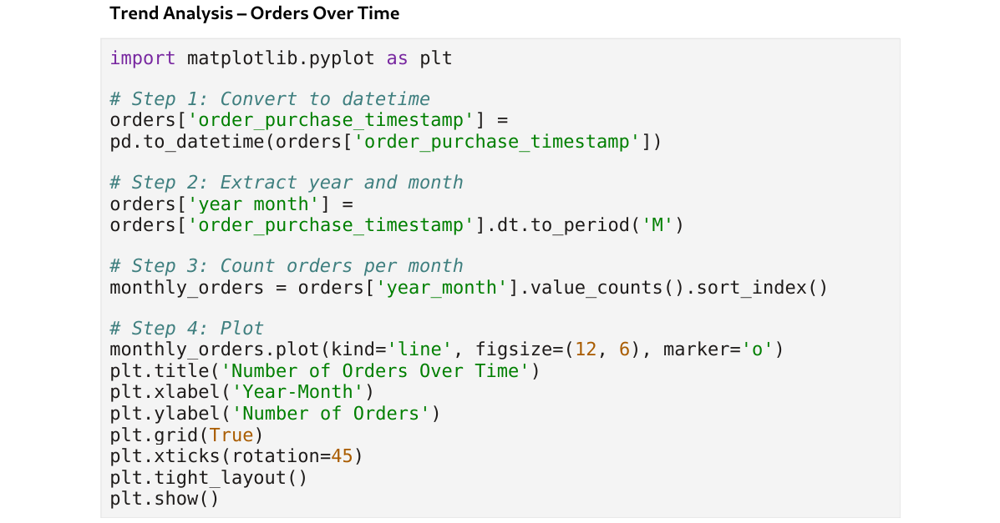 Trend Analysis – Orders Over Time
import matplotlib.pyplot as plt
# Step 1: Convert to datetime
orders['order_purchase_timestamp'] =
pd.to_datetime(orders['order_purchase_timestamp'])
# Step 2: Extract year and month
orders['year month'] =
orders['order_purchase_timestamp'].dt.to_period('M')
# Step 3: Count orders per month
monthly_orders = orders['year_month'].value_counts().sort_index()
# Step 4: Plot
monthly_orders.plot(kind='line', figsize=(12, 6), marker='o')
plt.title('Number of Orders Over Time')
plt.xlabel('Year-Month')
plt.ylabel('Number of Orders')
plt.grid(True)
plt.xticks(rotation=45)
plt.tight_layout()
plt.show()